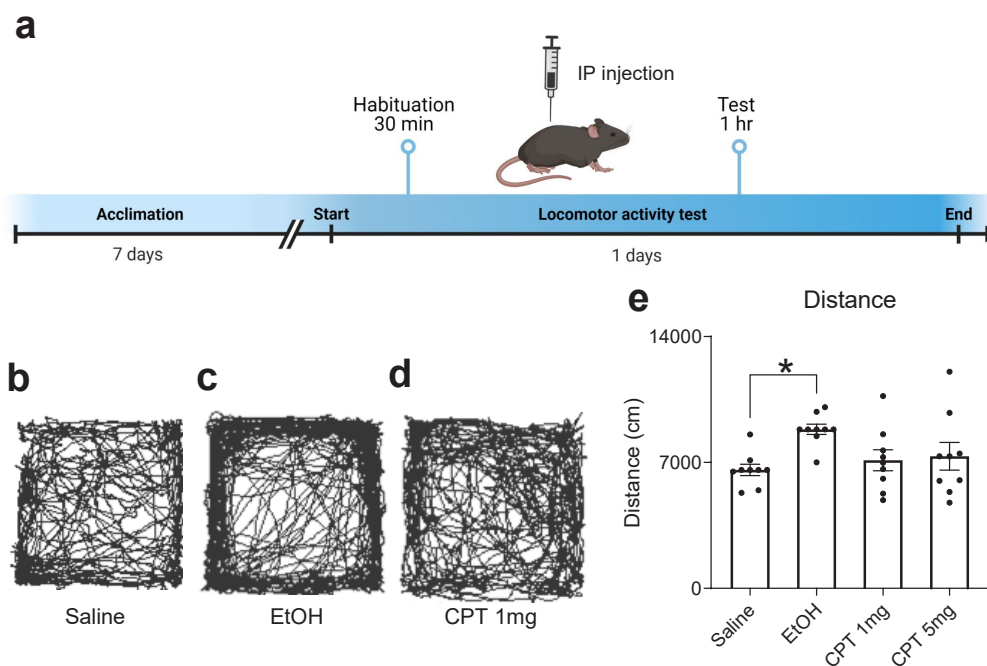 a
IP injection
Habituation
30 min
Test
1 hr
Acclimation
Start
Locomotor activity test
End
7 days
1 days
b
c
d
Saline
EtOH
CPT 1mg
e
Distance
*
Distance (cm)
14000
7000
0
Saline
EtOH
CPT 1mg
CPT 5mg